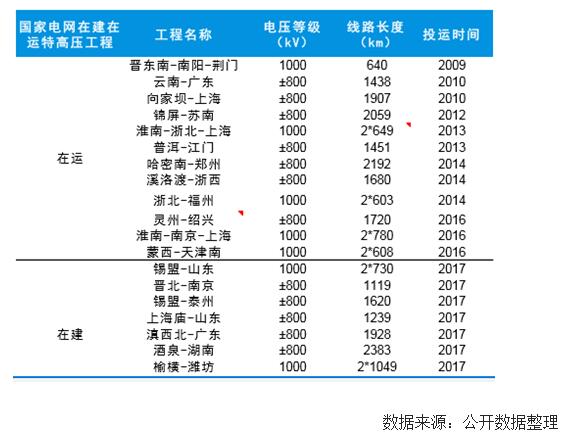 国家电网在建在运特高压工程 工程名称 电压等级（kV） 线路长度（km） 投运时间
晋东南-南阳-荆门 1000 640 2009
云南-广东 ±800 1438 2010
向家坝-上海 ±800 1907 2010
锦屏-苏南 ±800 2059 2012
淮南-浙北-上海 1000 2*649 2013
普洱-江门 ±800 1451 2013
在运 哈密南-郑州 ±800 2192 2014
溪洛渡-浙西 ±800 1680 2014
浙北-福州 1000 2*603 2014
灵州-绍兴 ±800 1720 2016
淮南-南京-上海 1000 2*780 2016
蒙西-天津南 1000 2*608 2016
锡盟-山东 1000 2*730 2017
晋北-南京 ±800 1119 2017
锡盟-泰州 ±800 1620 2017
上海庙-山东 ±800 1239 2017
在建 滇西北-广东 ±800 1928 2017
酒泉-湖南 ±800 2383 2017
榆横-潍坊 1000 2*1049 2017
数据来源：公开数据整理